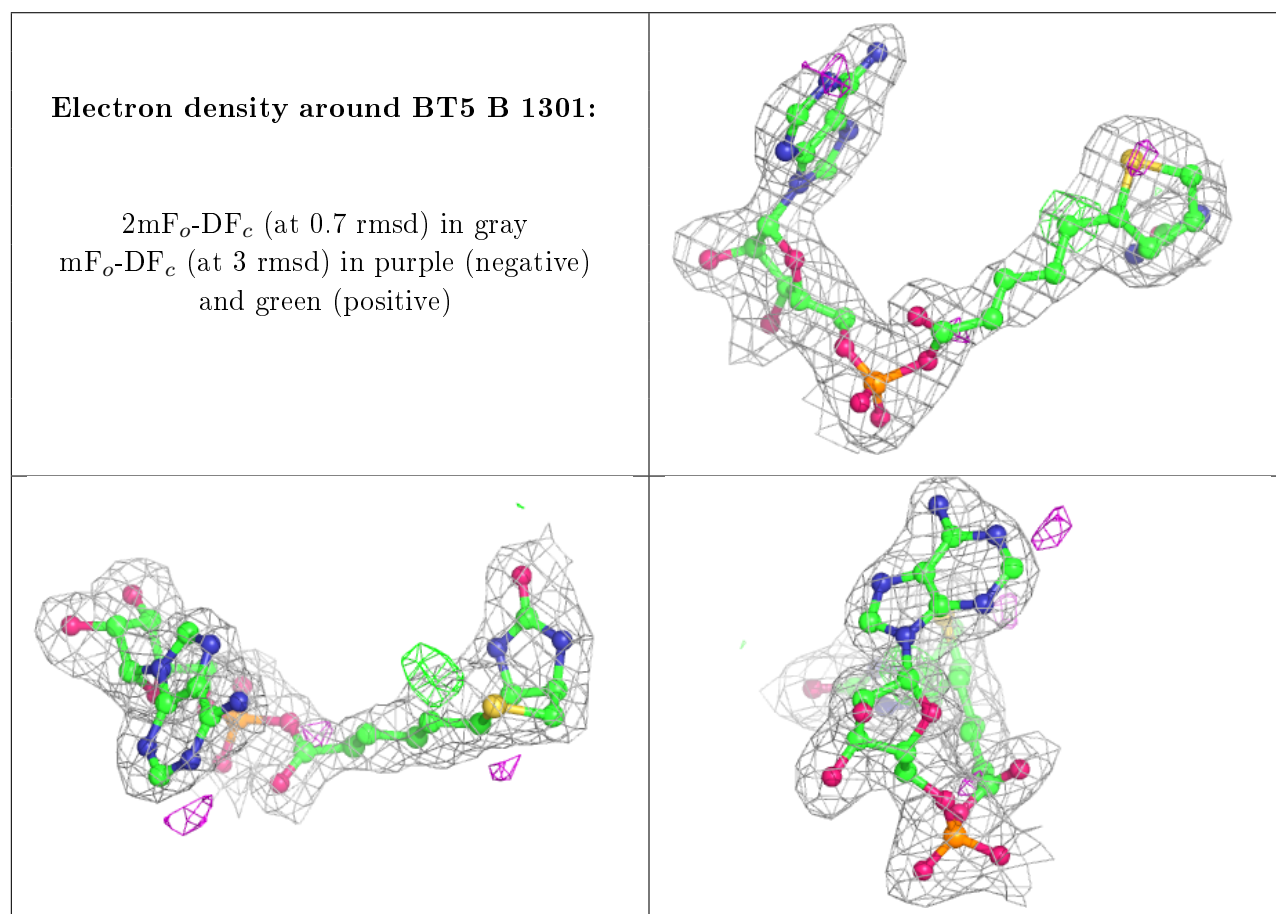 Electron density around BT5 B 1301:
2mFo-DFc (at 0.7 rmsd) in gray
mFo-DFc (at 3 rmsd) in purple (negative)
and green (positive)